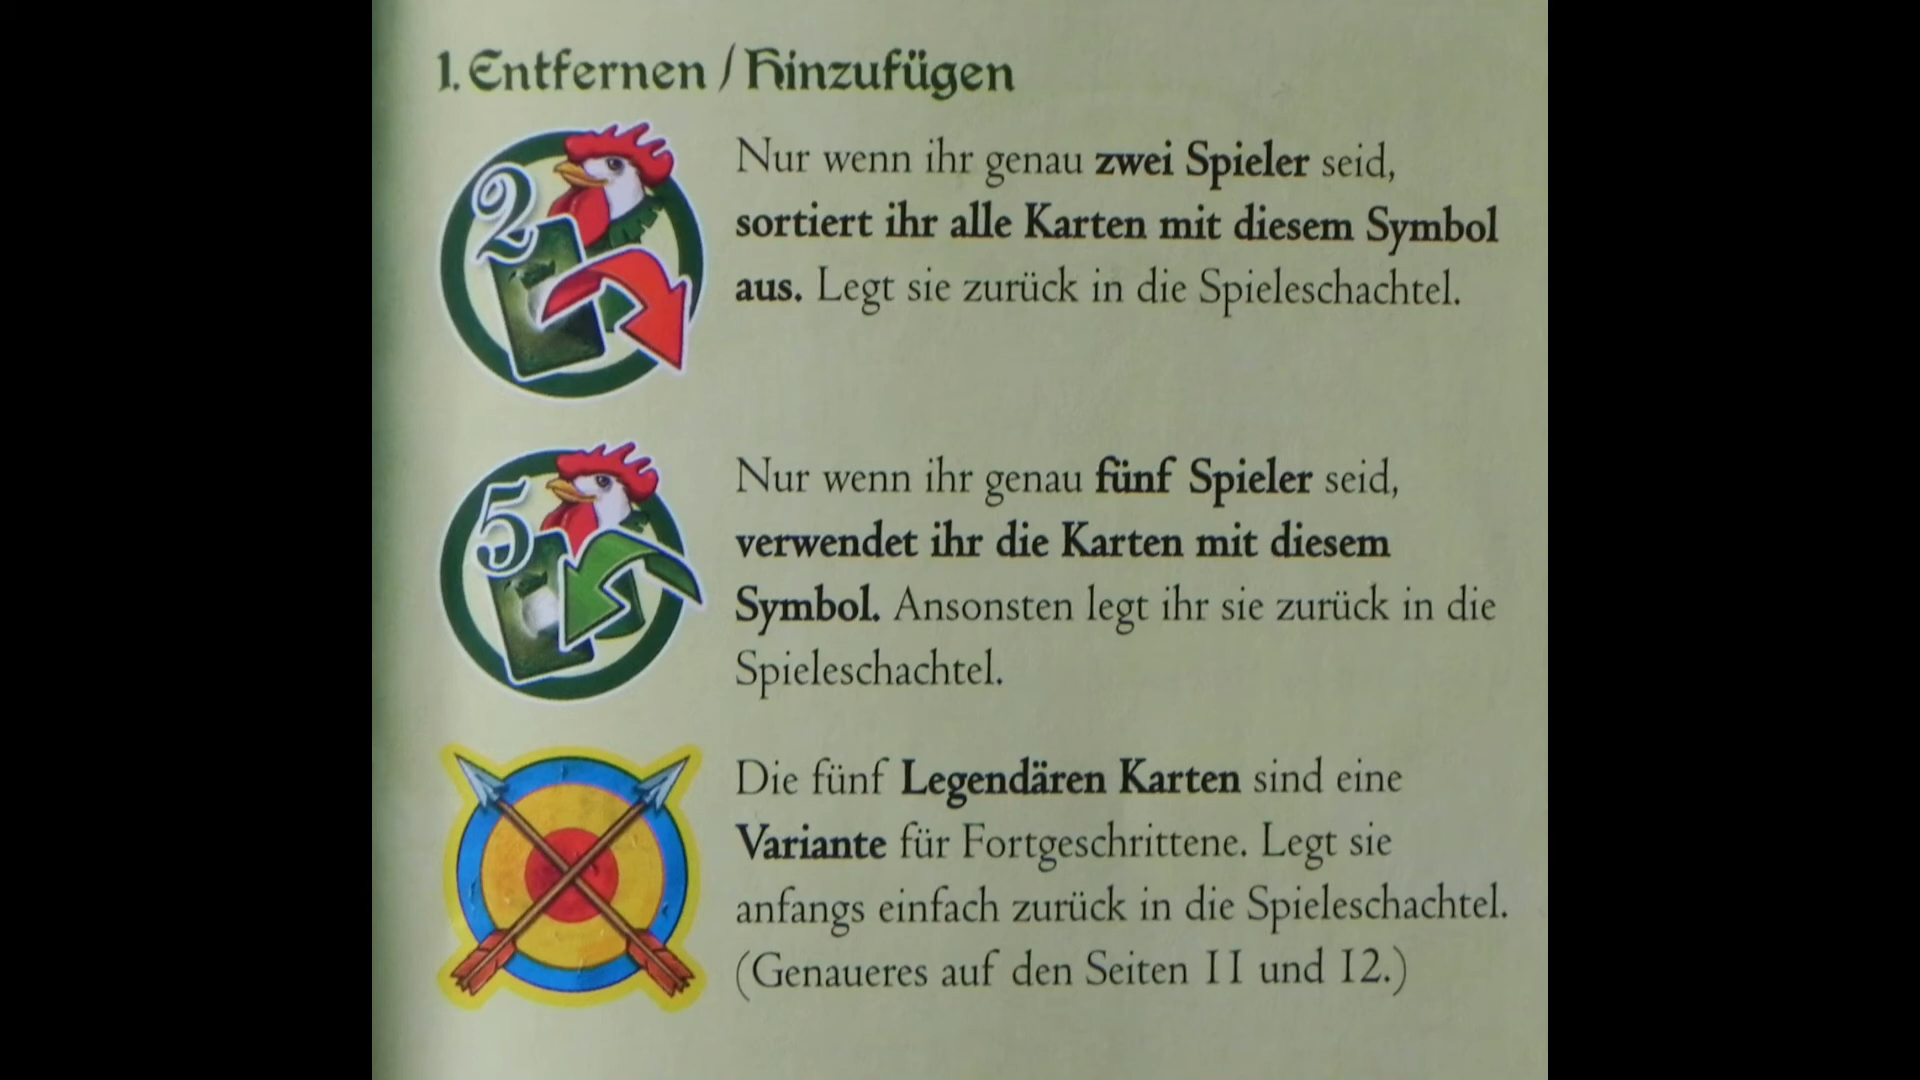 1. Entfernen / Hinzufügen
2
Nur wenn ihr genau zwei Spieler seid,
sortiert ihr alle Karten mit diesem Symbol
aus. Legt sie zurück in die Spieleschachtel.
5
Nur wenn ihr genau fünf Spieler seid,
verwendet ihr die Karten mit diesem
Symbol. Ansonsten legt ihr sie zurück in die
Spieleschachtel.
Die fünf Legendären Karten sind eine
Variante für Fortgeschrittene. Legt sie
anfangs einfach zurück in die Spieleschachtel.
(Genaueres auf den Seiten 11 und 12.)